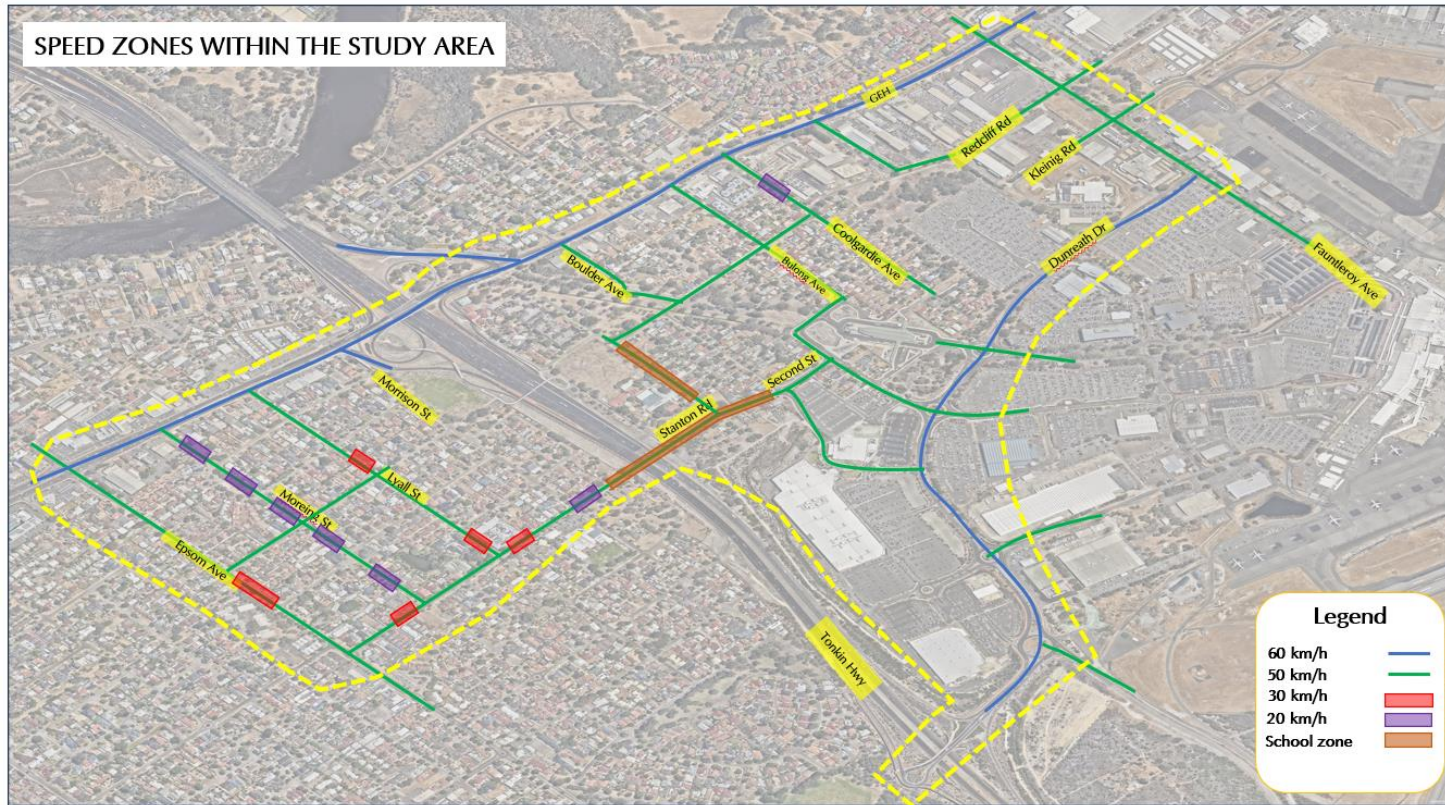 SPEED ZONES WITHIN THE STUDY AREA
GEH
Redcliff Rd
Kleinig Rd
Coolgardie Ave
Dunreath Dr
Fauntleroy Ave
Boulder Ave
Bulong Ave
Second St
Stanton Rd
Morrison St
Lyall St
Moreing St
Epsom Ave
Tonkin Hwy
Legend
60 km/h
50 km/h
30 km/h
20 km/h
School zone